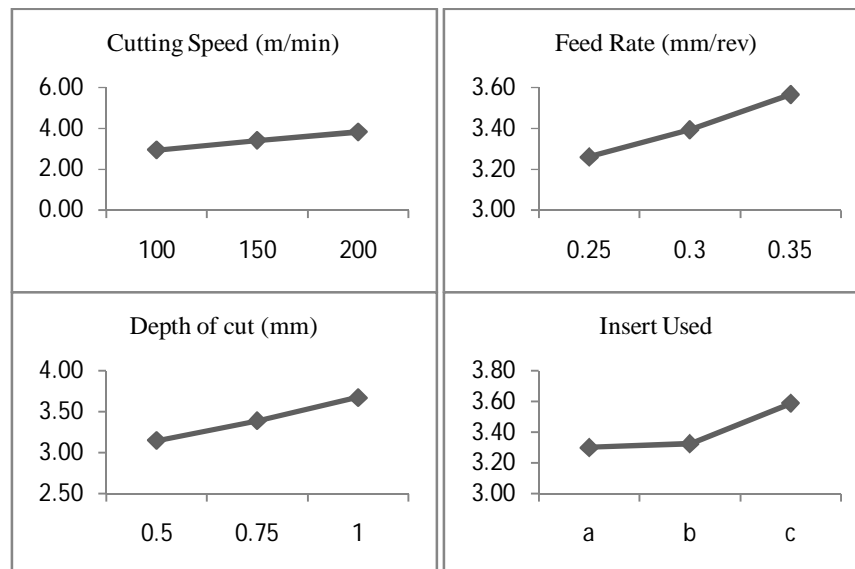 Cutting Speed (m/min)
6.00
4.00
2.00
0.00
100 150 200
Feed Rate (mm/rev)
3.60
3.40
3.20
3.00
0.25 0.3 0.35
Depth of cut (mm)
4.00
3.50
3.00
2.50
0.5 0.75 1
Insert Used
3.80
3.60
3.40
3.20
3.00
a b c